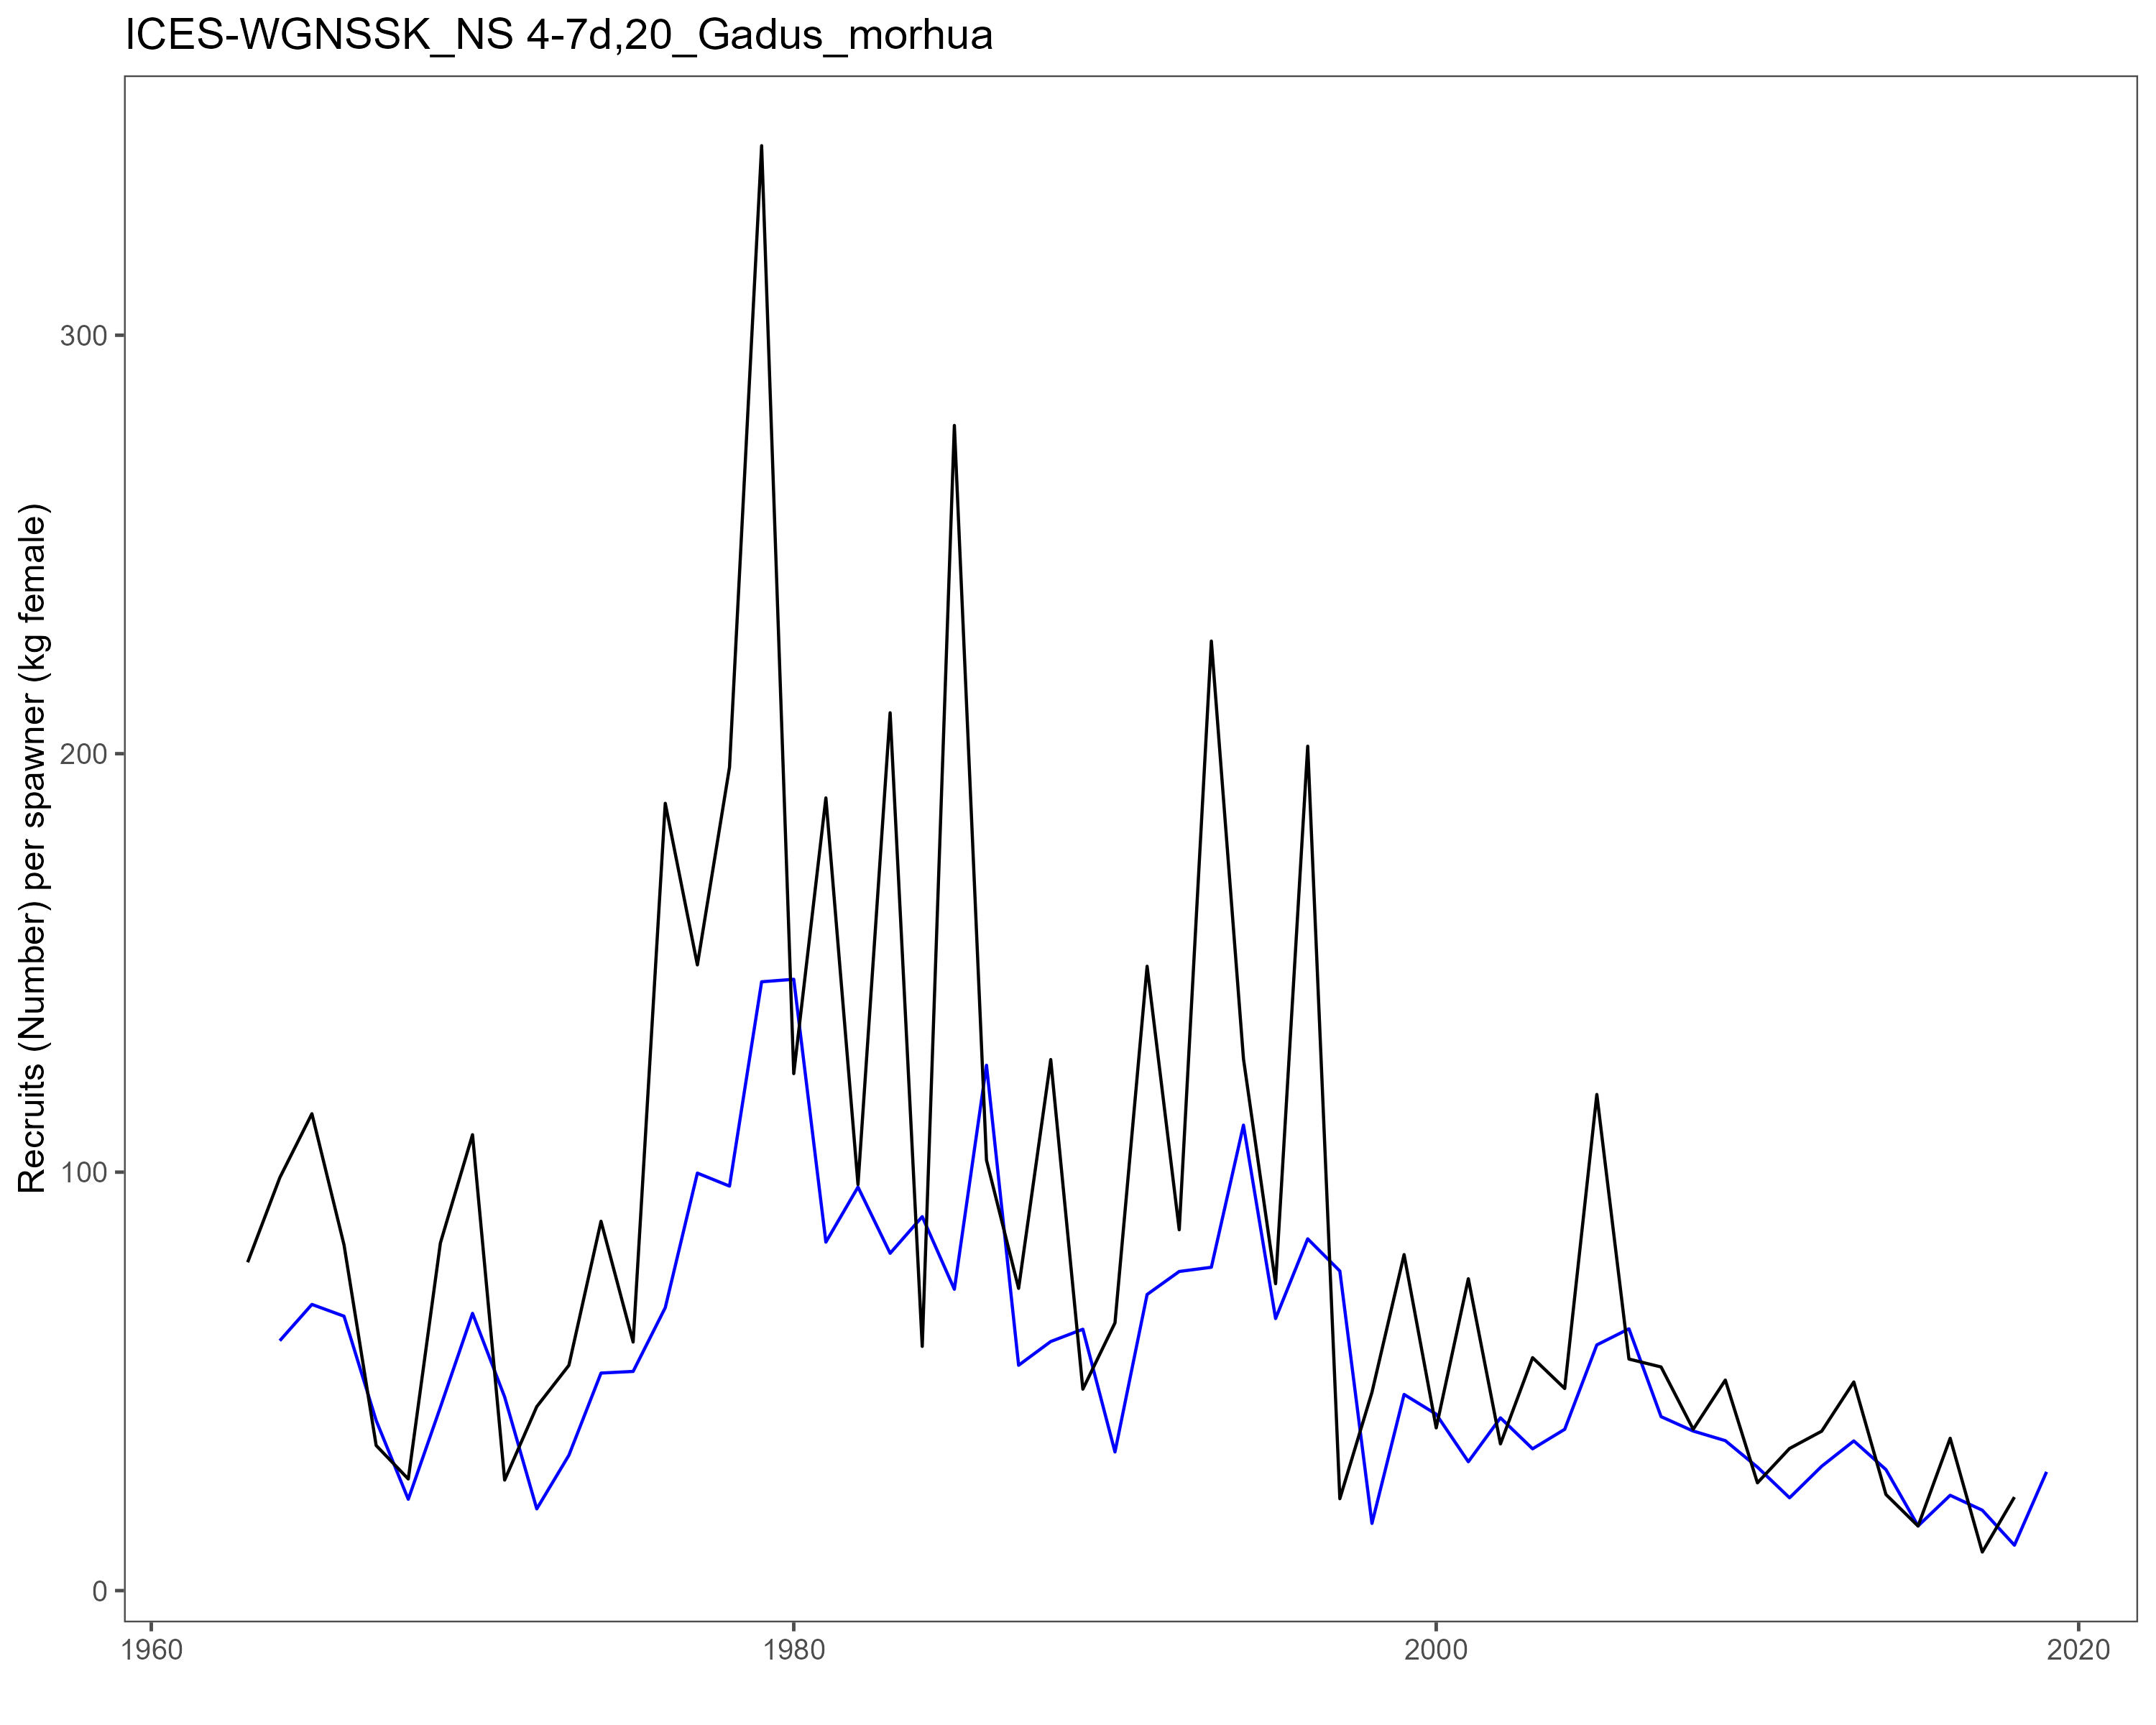 ICES-WGNSSK_NS 4-7d,20_Gadus_morhua
Recruits (Number) per spawner (kg female)
300
200
100
0
1960 1980 2000 2020